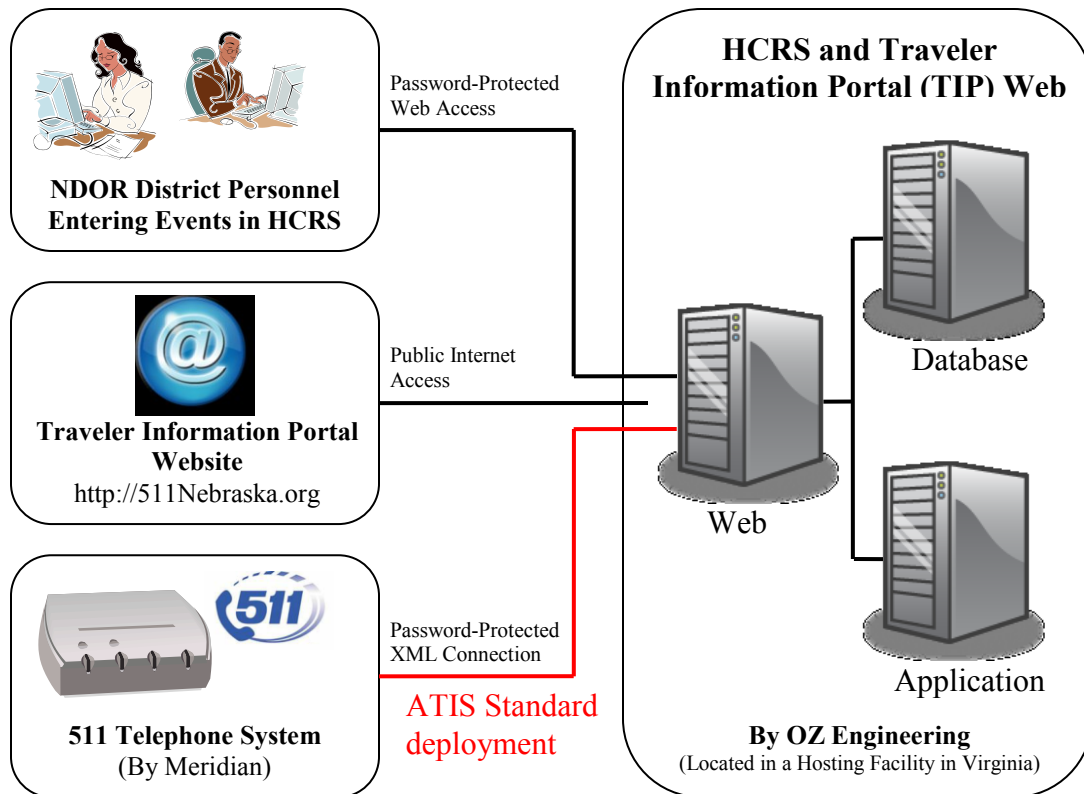 Password-Protected
Web Access
NDOR District Personnel
Entering Events in HCRS
@
Public Internet
Access
Traveler Information Portal
Website
http://511Nebraska.org
511
Password-Protected
XML Connection
ATIS Standard
deployment
511 Telephone System
(By Meridian)
HCRS and Traveler
Information Portal (TIP) Web
Database
Web
Application
By OZ Engineering
(Located in a Hosting Facility in Virginia)